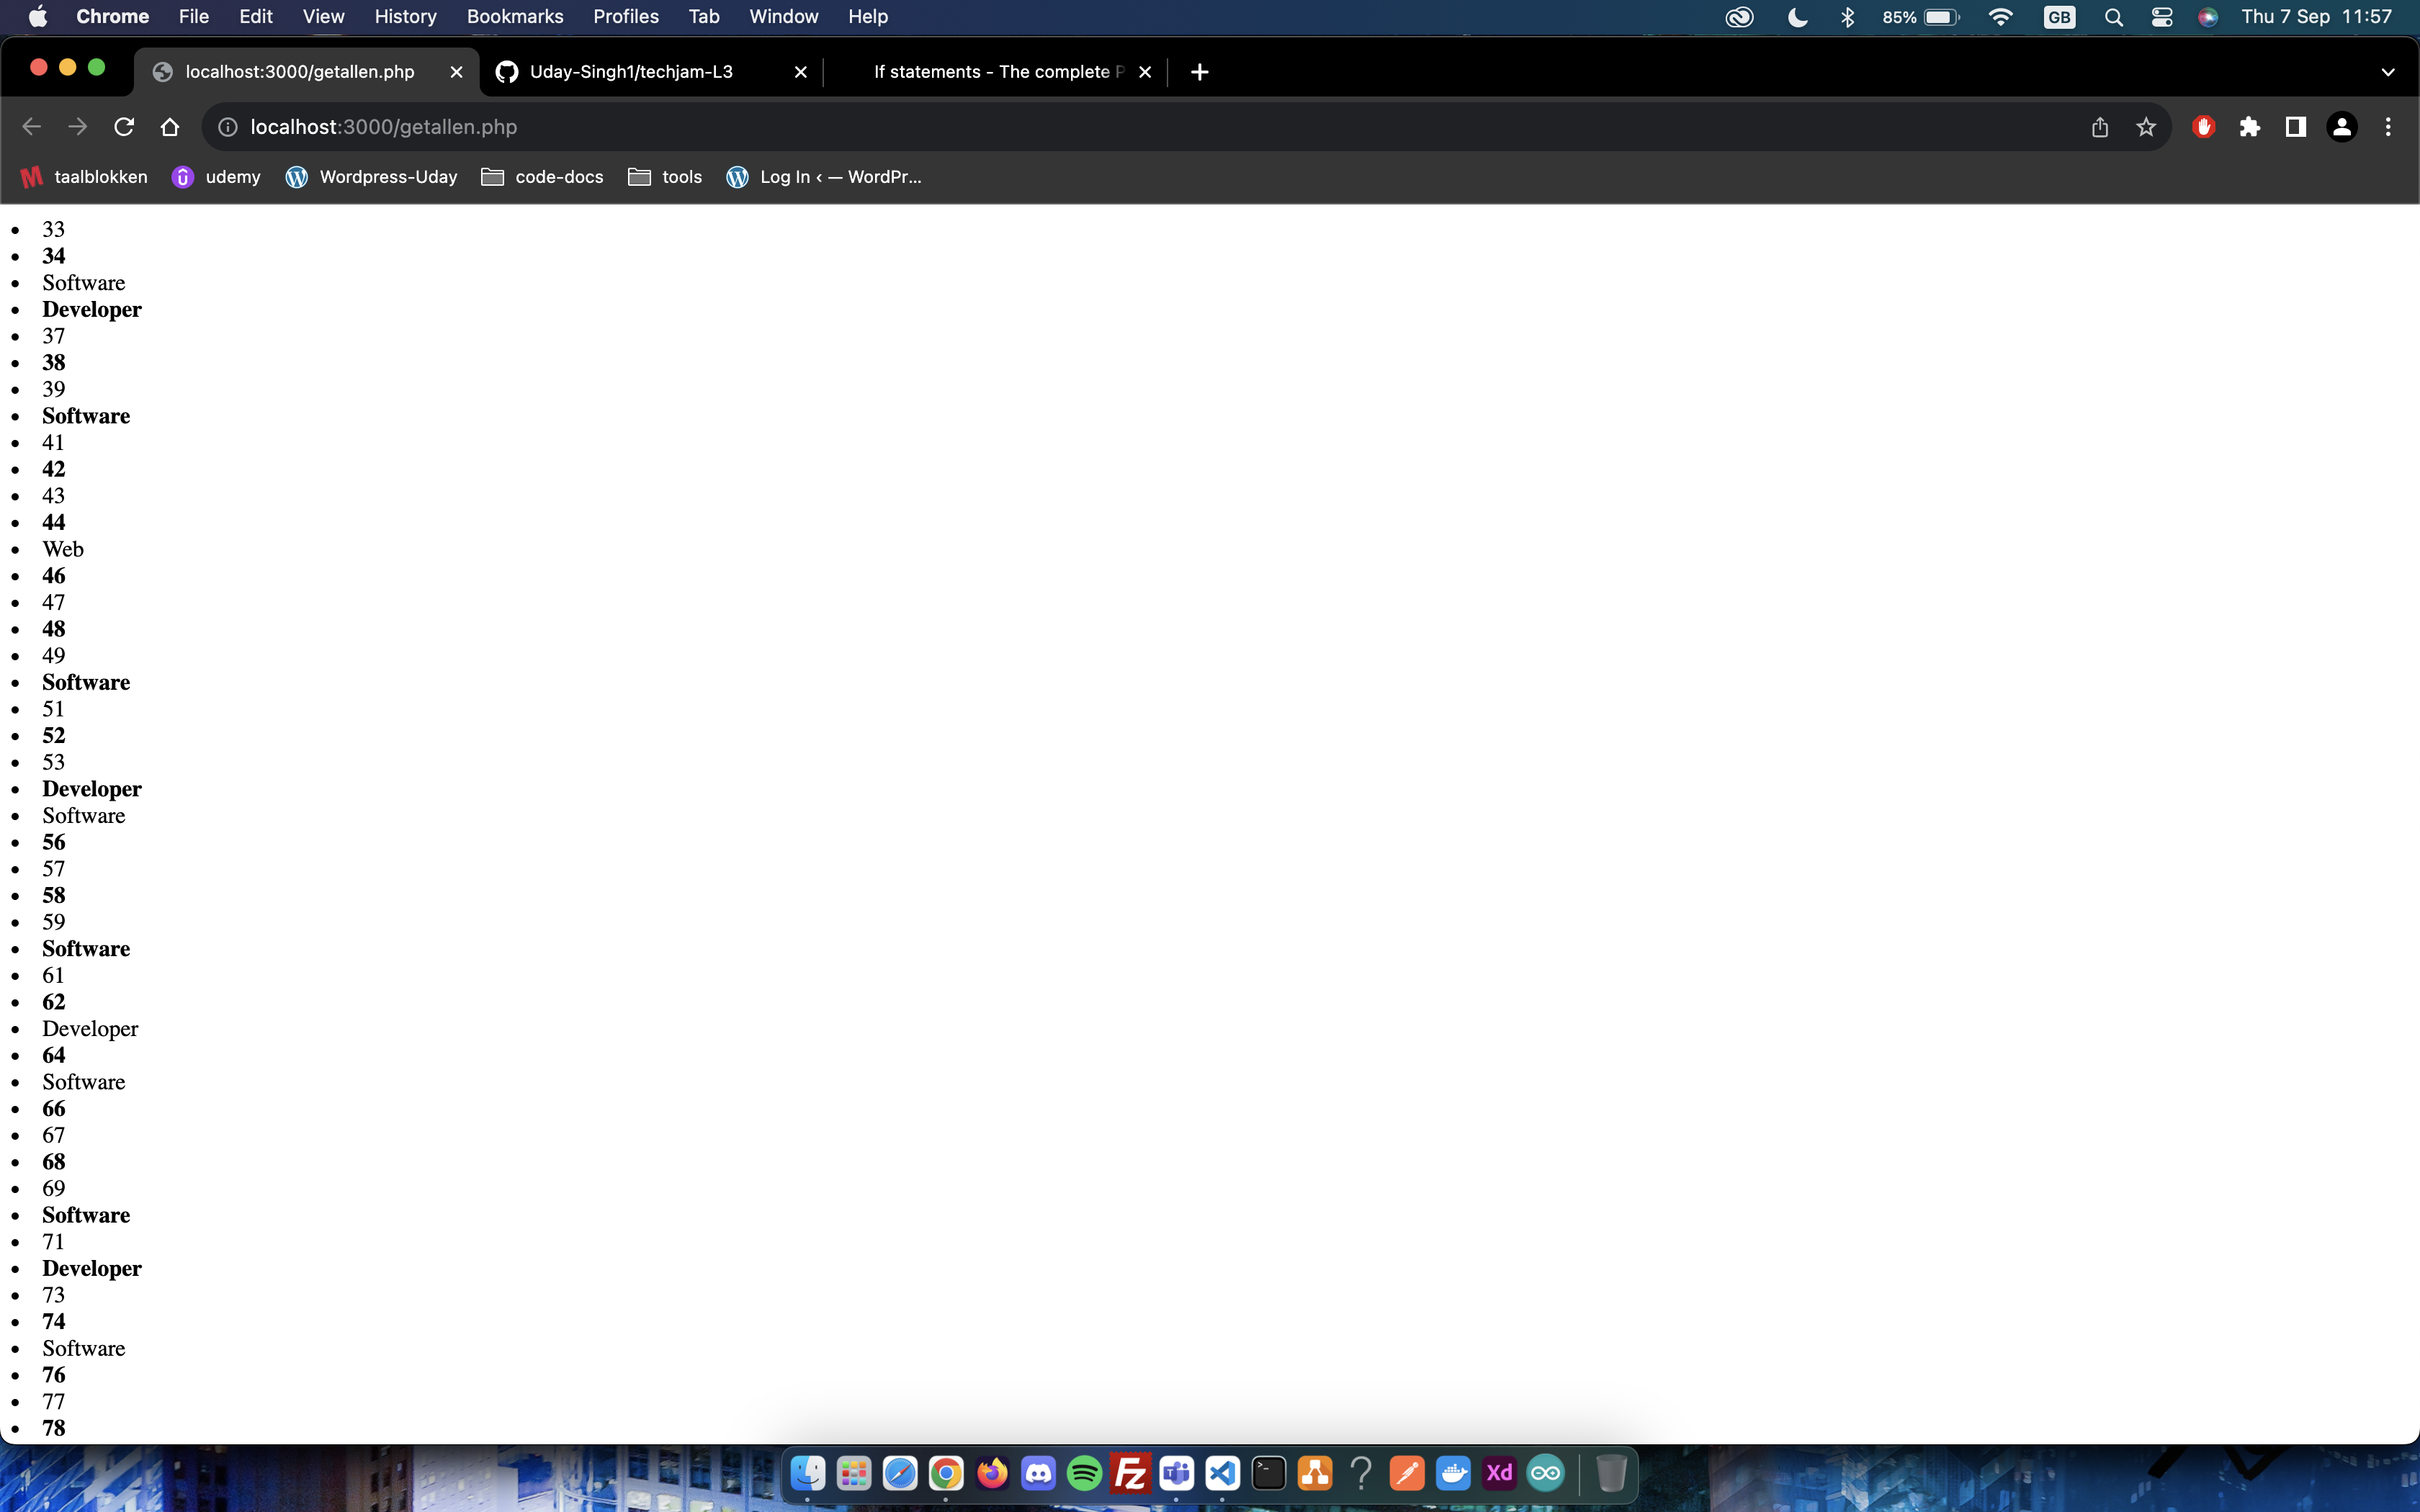 Chrome File Edit View History Bookmarks Profiles Tab Window Help 85% GB Thu 7 Sep 11:57
localhost:3000/getallen.php Uday-Singh1/techjam-L3 If statements - The complete P
localhost:3000/getallen.php
taalblokken udemy Wordpress-Uday code-docs tools Log In ‹ — WordPr...
• 33
• 34
• Software
• Developer
• 37
• 38
• 39
• Software
• 41
• 42
• 43
• 44
• Web
• 46
• 47
• 48
• 49
• Software
• 51
• 52
• 53
• Developer
• Software
• 56
• 57
• 58
• 59
• Software
• 61
• 62
• Developer
• 64
• Software
• 66
• 67
• 68
• 69
• Software
• 71
• Developer
• 73
• 74
• Software
• 76
• 77
• 78
Fz T Xd